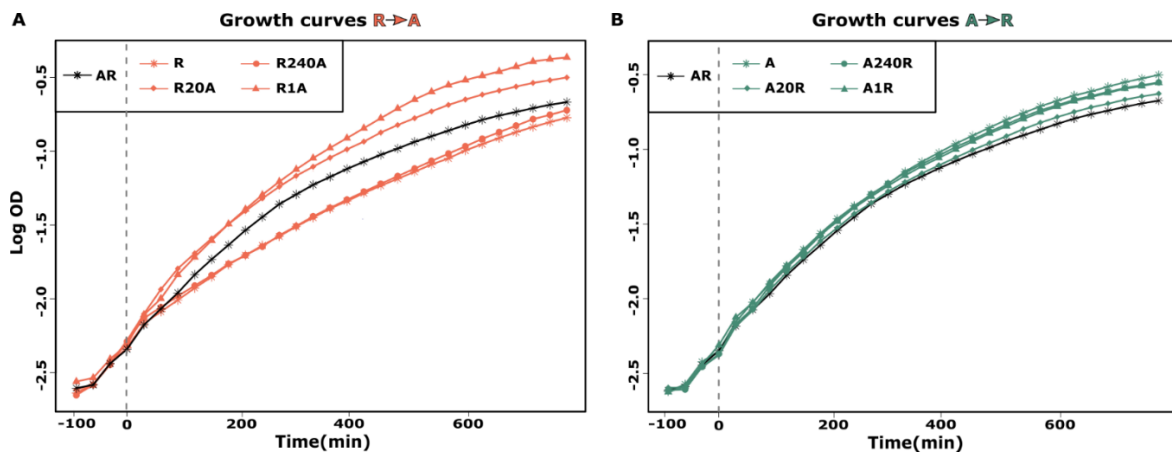 A Growth curves R→A
AR
R
R20A
R240A
R1A
Log OD
-0.5
-1.0
-1.5
-2.0
-2.5
-100 0 200 400 600
Time(min)
B Growth curves A→R
AR
A
A20R
A240R
A1R
-0.5
-1.0
-1.5
-2.0
-2.5
-100 0 200 400 600
Time(min)